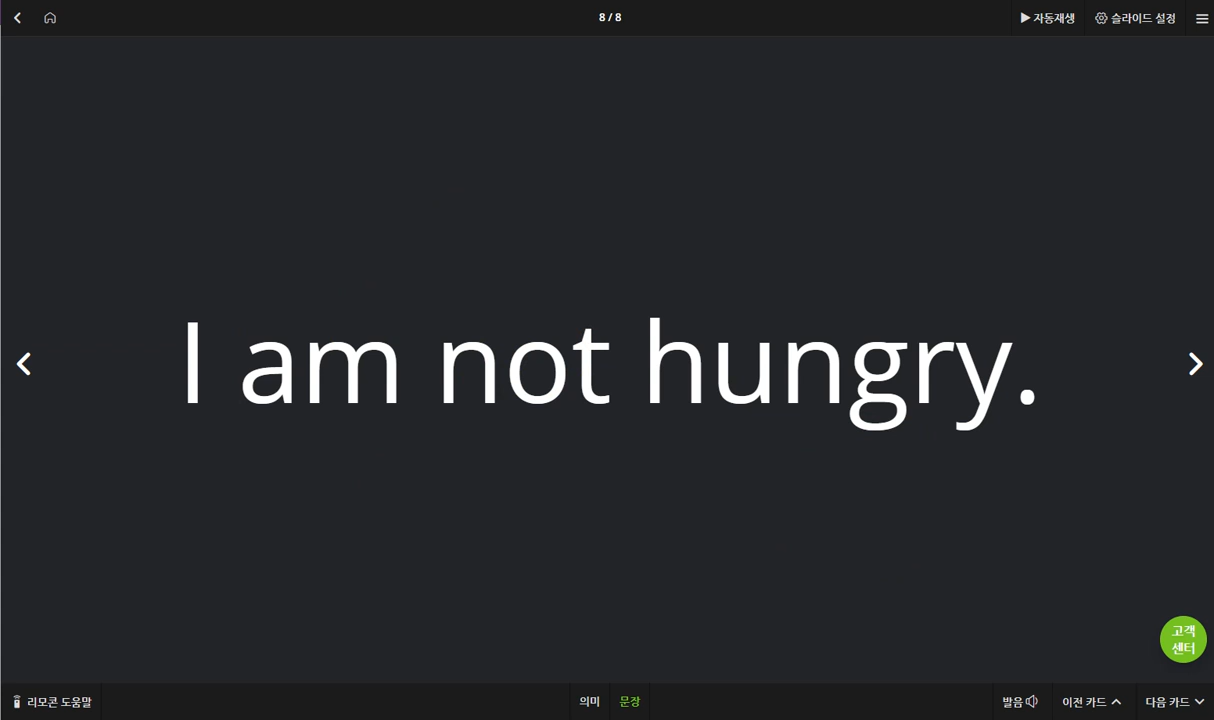 8 / 8
자동재생
슬라이드 설정
I am not hungry.
고객
센터
리모콘 도움말
의미
문장
발음
이전 카드
다음 카드